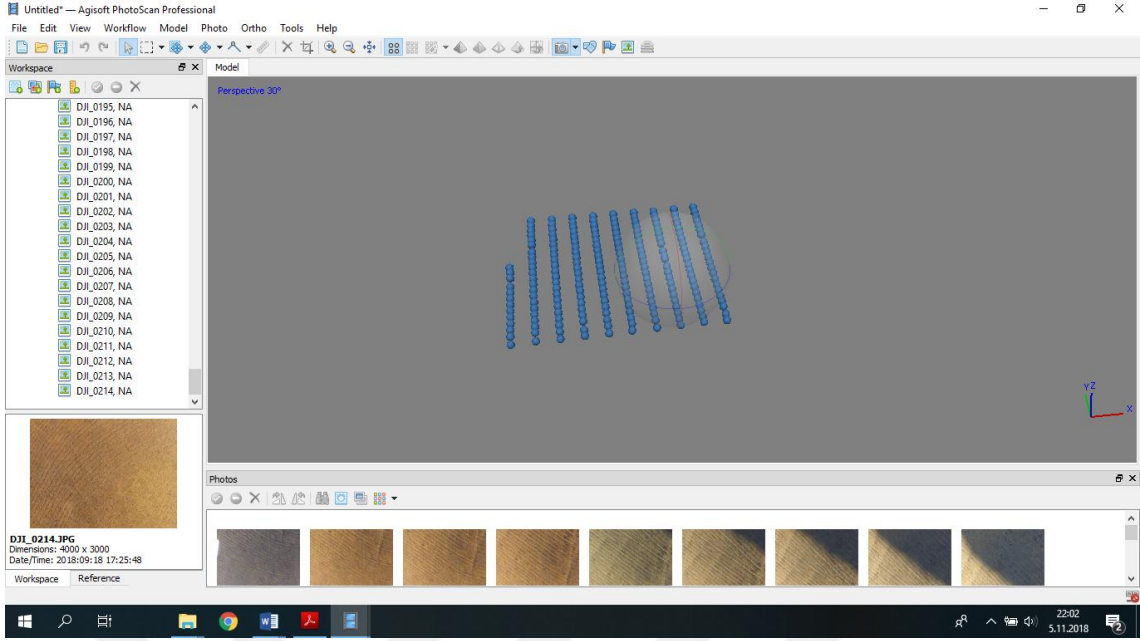 Untitled* — Agisoft PhotoScan Professional
File Edit View Workflow Model Photo Ortho Tools Help
Workspace
Model
Perspective 30°
DJI_0195, NA
DJI_0196, NA
DJI_0197, NA
DJI_0198, NA
DJI_0199, NA
DJI_0200, NA
DJI_0201, NA
DJI_0202, NA
DJI_0203, NA
DJI_0204, NA
DJI_0205, NA
DJI_0206, NA
DJI_0207, NA
DJI_0208, NA
DJI_0209, NA
DJI_0210, NA
DJI_0211, NA
DJI_0212, NA
DJI_0213, NA
DJI_0214, NA
Y Z
X
Photos
DJI_0214.JPG
Dimensions: 4000 x 3000
Date/Time: 2018:09:18 17:25:48
Workspace Reference
22:02
5.11.2018
2